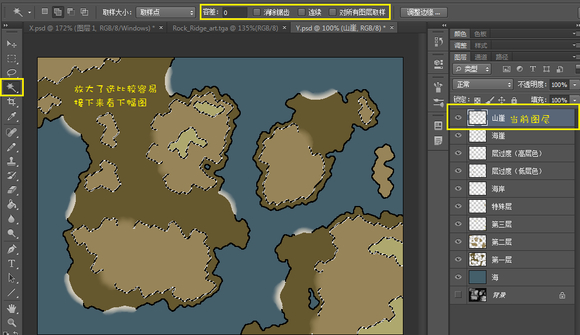 取样大小: 取样点 容差: 0 消除锯齿 连续 对所有图层取样 调整边缘...
X.psd @ 172% (图层 1, RGB/8/Windows) * × Rock_Ridge_art.tga @ 135%(RGB/8) × Y.psd @ 100% (山崖, RGB/8) * ×
放大了选比较容易
接下来看下幅图
颜色 色板
调整 样式
图层 通道 路径
类型
正常 不透明度: 100%
锁定: 填充: 100%
山崖 当前图层
海崖
层过度（高层色）
层过度（低层色）
海岸
特殊层
第三层
第二层
第一层
海
背景